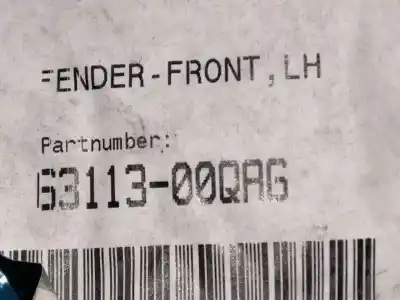 FENDER-FRONT, LH
Partnumber:
63113-00QAG